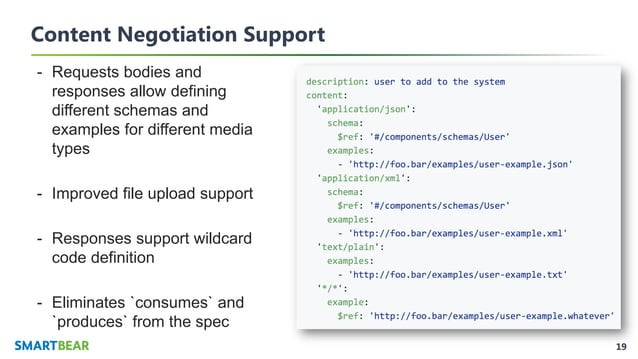 Content Negotiation Support
- Requests bodies and
responses allow defining
different schemas and
examples for different media
types
- Improved file upload support
- Responses support wildcard
code definition
- Eliminates `consumes` and
`produces` from the spec
description: user to add to the system
content:
'application/json':
schema:
$ref: '#/components/schemas/User'
examples:
- 'http://foo.bar/examples/user-example.json'
'application/xml':
schema:
$ref: '#/components/schemas/User'
examples:
- 'http://foo.bar/examples/user-example.xml'
'text/plain':
examples:
- 'http://foo.bar/examples/user-example.txt'
'*/*':
example:
$ref: 'http://foo.bar/examples/user-example.whatever'
SMARTBEAR
19